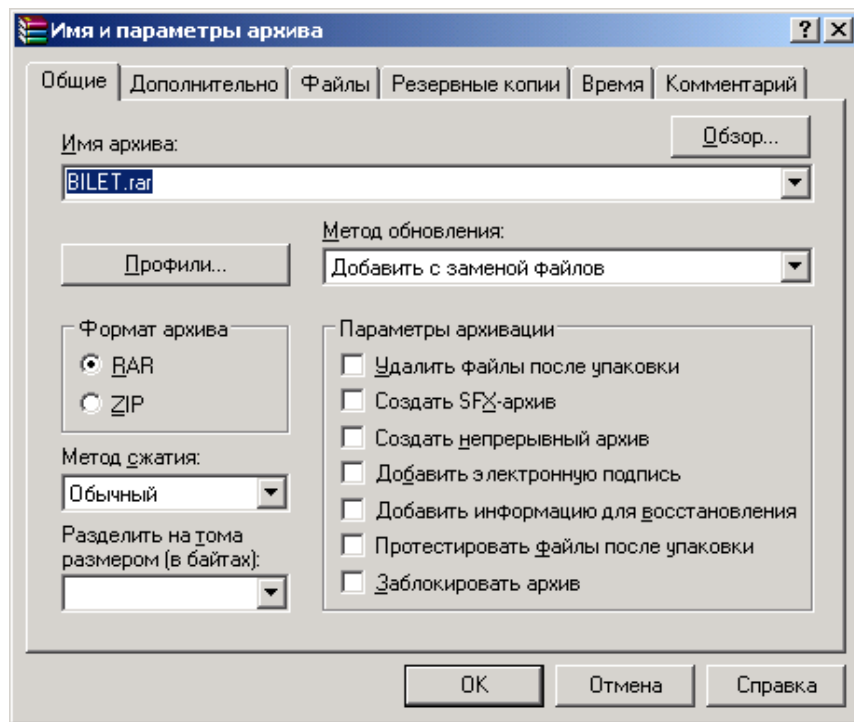 Имя и параметры архива
Общие Дополнительно Файлы Резервные копии Время Комментарий
Обзор...
Имя архива:
BILET.rar
Метод обновления:
Профили...
Добавить с заменой файлов
Формат архива
RAR
ZIP
Метод сжатия:
Обычный
Разделить на тома
размером (в байтах):
Параметры архивации
Удалить файлы после упаковки
Создать SFX-архив
Создать непрерывный архив
Добавить электронную подпись
Добавить информацию для восстановления
Протестировать файлы после упаковки
Заблокировать архив
OK Отмена Справка